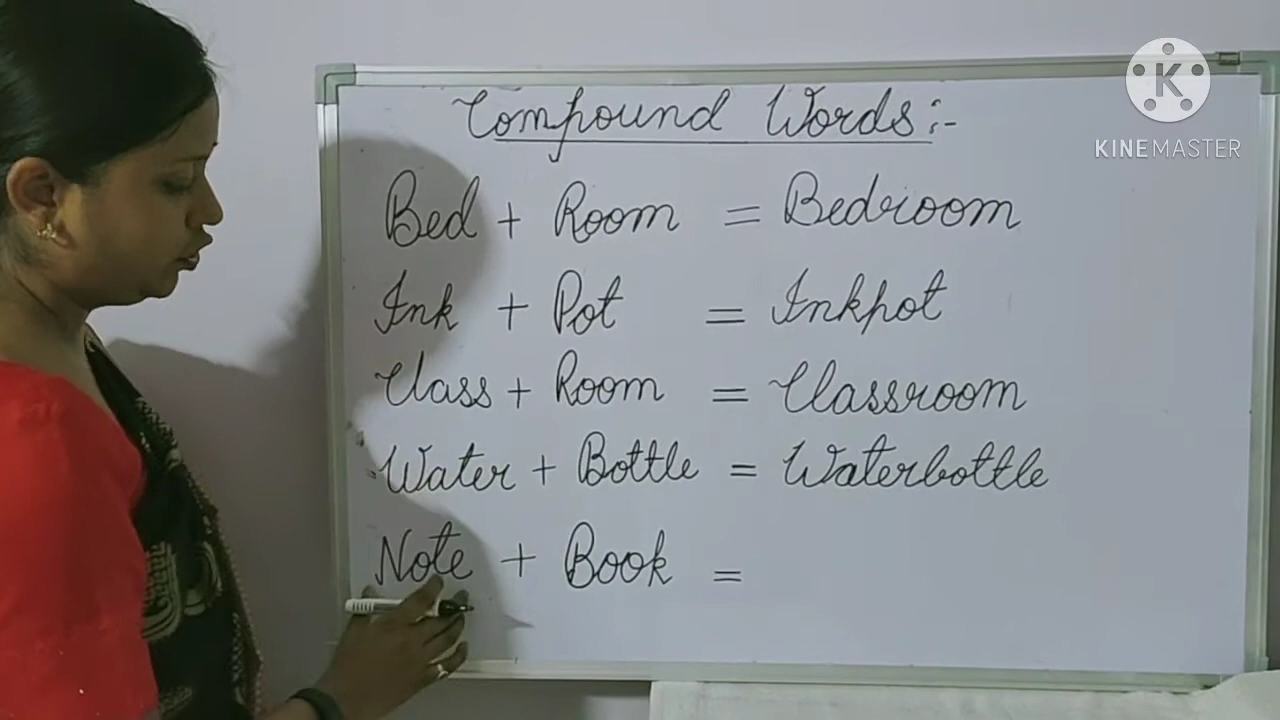 Compound Words :-
Bed + Room = Bedroom
Ink + Pot = Inkpot
Class + Room = Classroom
Water + Bottle = Waterbottle
Note + Book =
K
KINEMASTER